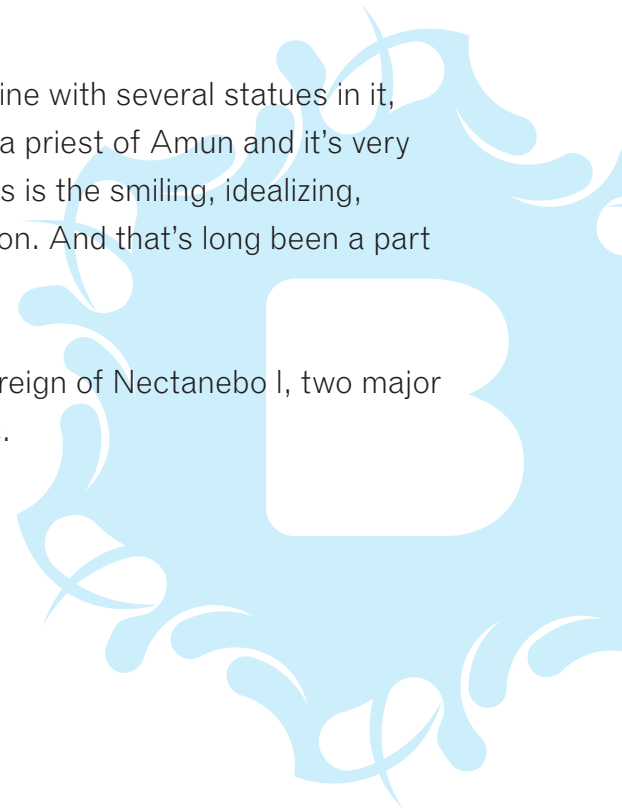 ine with several statues in it,
a priest of Amun and it’s very
s is the smiling, idealizing,
on. And that’s long been a part
reign of Nectanebo I, two major
.
B